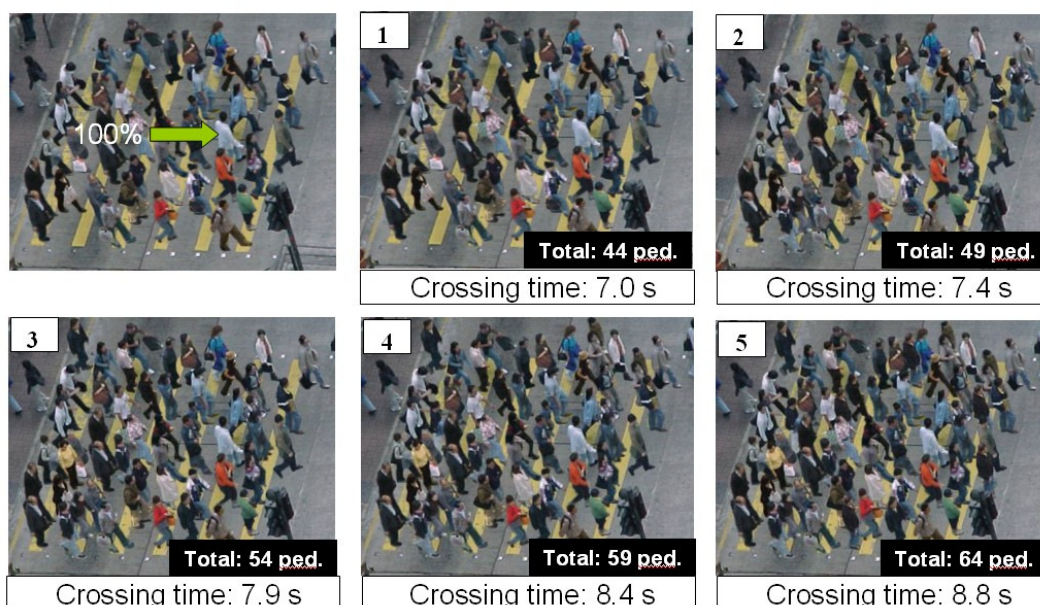 100%
1
Total: 44 ped.
Crossing time: 7.0 s
2
Total: 49 ped.
Crossing time: 7.4 s
3
Total: 54 ped.
Crossing time: 7.9 s
4
Total: 59 ped.
Crossing time: 8.4 s
5
Total: 64 ped.
Crossing time: 8.8 s